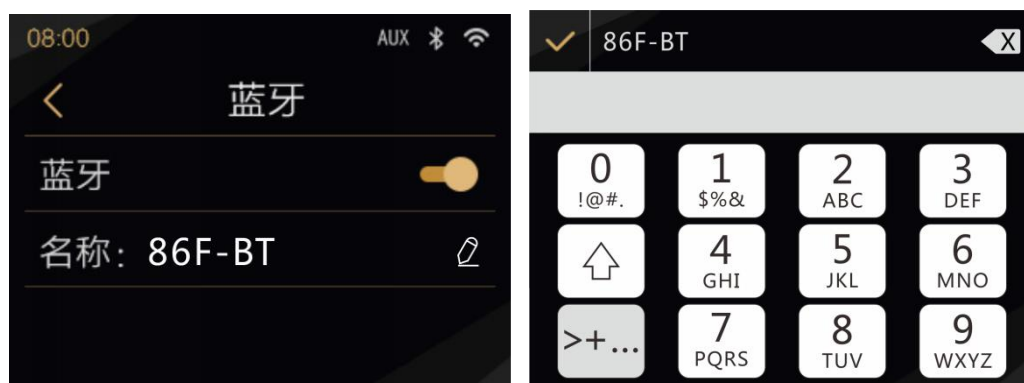 08:00 AUX
蓝牙
蓝牙
名称: 86F-BT
86F-BT
X
0 1 2 3
!@#. $%& ABC DEF
4 5 6
GHI JKL MNO
>+... 7 8 9
PQRS TUV WXYZ